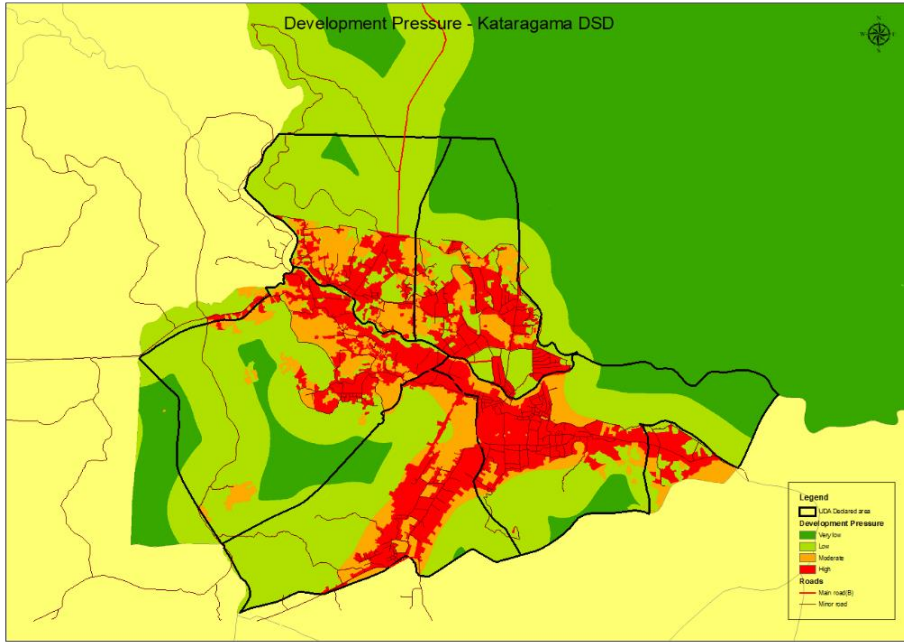 Development Pressure - Kataragama DSD
N
Legend
UDA Declared area
Development Pressure
Very low
Low
Moderate
High
Roads
Main road(B)
Minor road